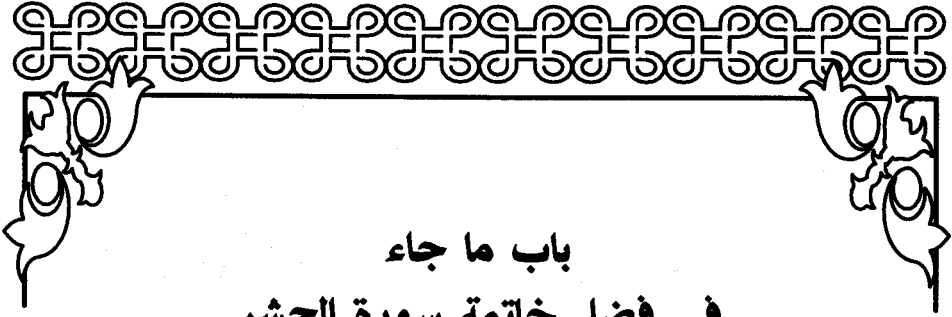 باب ما جاء
في فضل خاتمة سورة الحشر